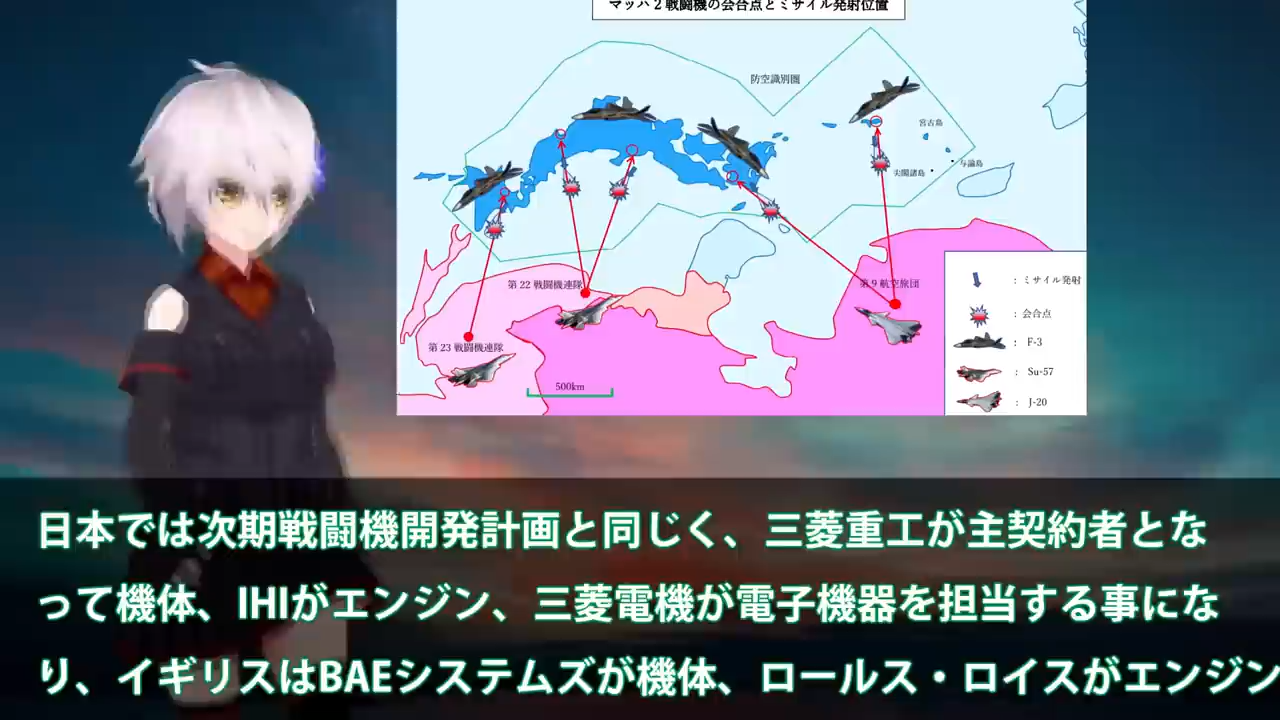 マッハ2戦闘機の会合点とミサイル発射位置
防空識別圏
宮古島
与論島
尖閣諸島
第22戦闘機連隊
第9航空旅団
第23戦闘機連隊
500km
：ミサイル発射
：会合点
： F-3
： Su-57
： J-20
日本では次期戦闘機開発計画と同じく、三菱重工が主契約者とな
って機体、IHIがエンジン、三菱電機が電子機器を担当する事にな
り、イギリスはBAEシステムズが機体、ロールス・ロイスがエンジン